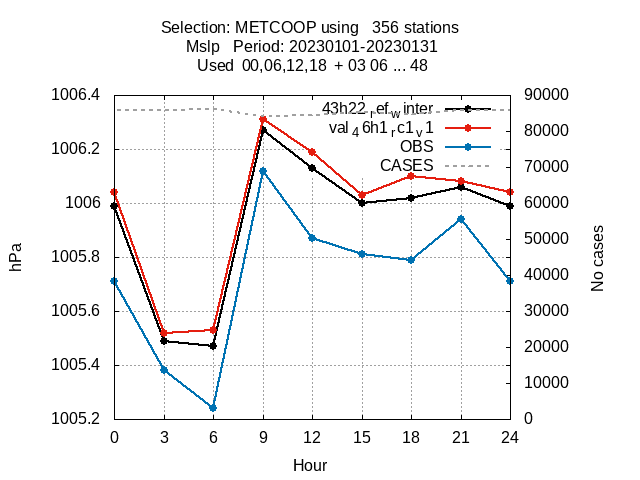 Selection: METCOOP using 356 stations
Mslp Period: 20230101-20230131
Used 00,06,12,18 + 03 06 ... 48
1006.4
1006.2
1006
1005.8
1005.6
1005.4
1005.2
hPa
43h22refwinter
val46h1rc1v1
OBS
CASES
90000
80000
70000
60000
50000
40000
30000
20000
10000
0
No cases
0 3 6 9 12 15 18 21 24
Hour